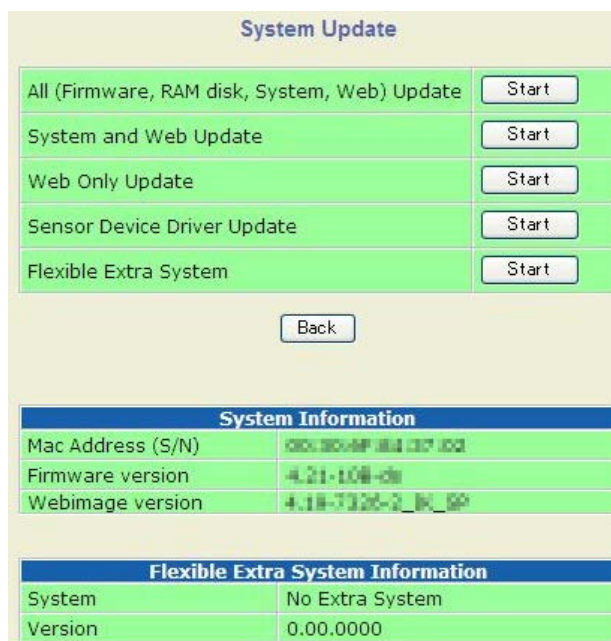 System Update
All (Firmware, RAM disk, System, Web) Update Start
System and Web Update Start
Web Only Update Start
Sensor Device Driver Update Start
Flexible Extra System Start
Back
System Information
Mac Address (S/N)
Firmware version
Webimage version
Flexible Extra System Information
System No Extra System
Version 0.00.0000